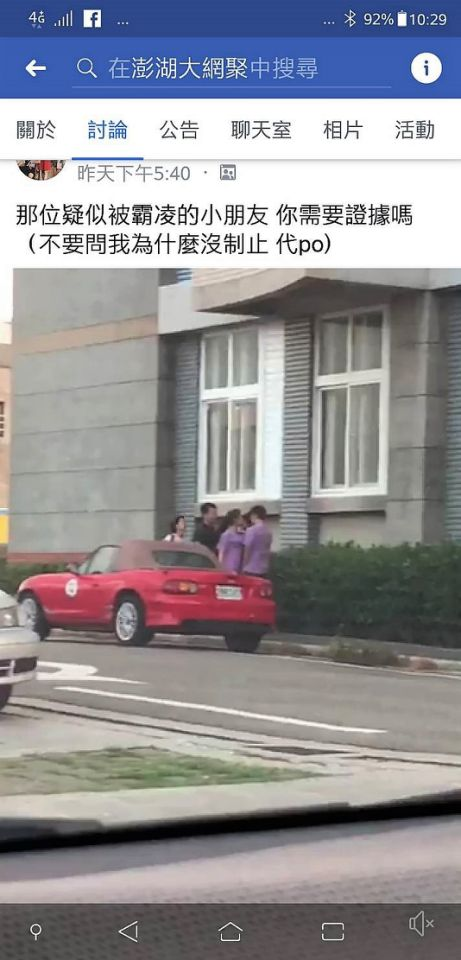 4G ... ... 92% 10:29
在澎湖大網聚中搜尋
關於 討論 公告 聊天室 相片 活動
昨天下午5:40 ·
那位疑似被霸凌的小朋友 你需要證據嗎
（不要問我為什麼沒制止 代po）